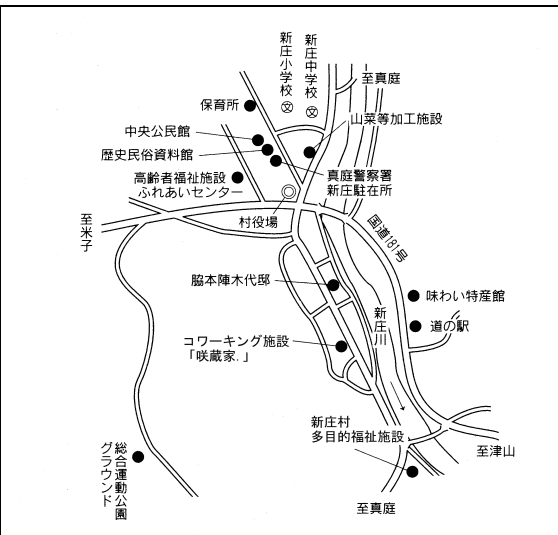 新庄小学校
新庄中学校
文
文
至真庭
保育所
山菜等加工施設
中央公民館
歴史民俗資料館
真庭警察署
新庄駐在所
高齢者福祉施設
ふれあいセンター
村役場
至米子
国道181号
脇本陣木代邸
味わい特産館
新庄川
道の駅
コワーキング施設
「咲蔵家.」
新庄村
多目的福祉施設
至津山
総合運動公園
グラウンド
至真庭